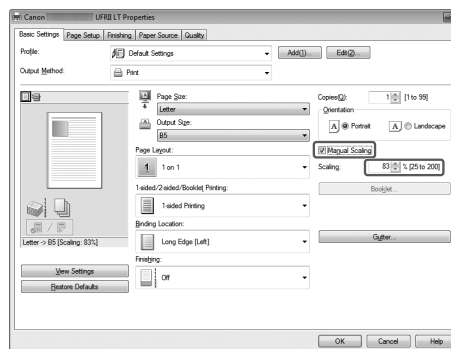 Canon UFRII LT Properties
Basic Settings Page Setup Finishing Paper Source Quality
Profile: Default Settings Add(1)... Edit(2)...
Output Method: Print
Page Size:
Letter
Output Size:
B5
Page Layout:
1 1 on 1
1-sided/2-sided/Booklet Printing:
1-sided Printing
Binding Location:
Long Edge [Left]
Finishing:
Off
Copies(Q): 1 [1 to 99]
Orientation
A Portrait A Landscape
Manual Scaling
Scaling: 83 % [25 to 200]
Booklet...
Gutter...
Letter -> B5 [Scaling: 83%]
View Settings
Restore Defaults
OK Cancel Help